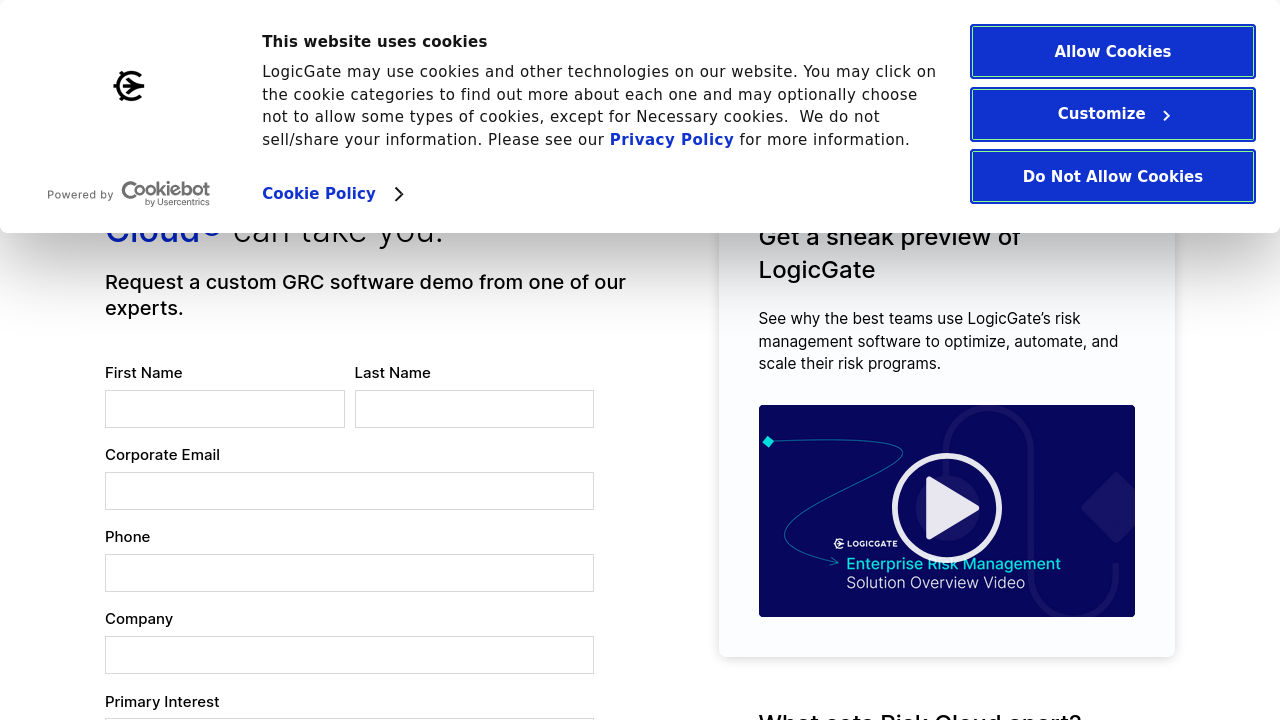 This website uses cookies
LogicGate may use cookies and other technologies on our website. You may click on
the cookie categories to find out more about each one and may optionally choose
not to allow some types of cookies, except for Necessary cookies.  We do not
sell/share your information. Please see our Privacy Policy for more information.
Cookie Policy
Powered by Cookiebot
by Usercentrics
Allow Cookies
Customize
Do Not Allow Cookies
Cloud® can take you.
Request a custom GRC software demo from one of our
experts.
First Name
Last Name
Corporate Email
Phone
Company
Primary Interest
Get a sneak preview of
LogicGate
See why the best teams use LogicGate’s risk
management software to optimize, automate, and
scale their risk programs.
LOGICGATE
Enterprise Risk Management
Solution Overview Video
What sets Risk Cloud apart?